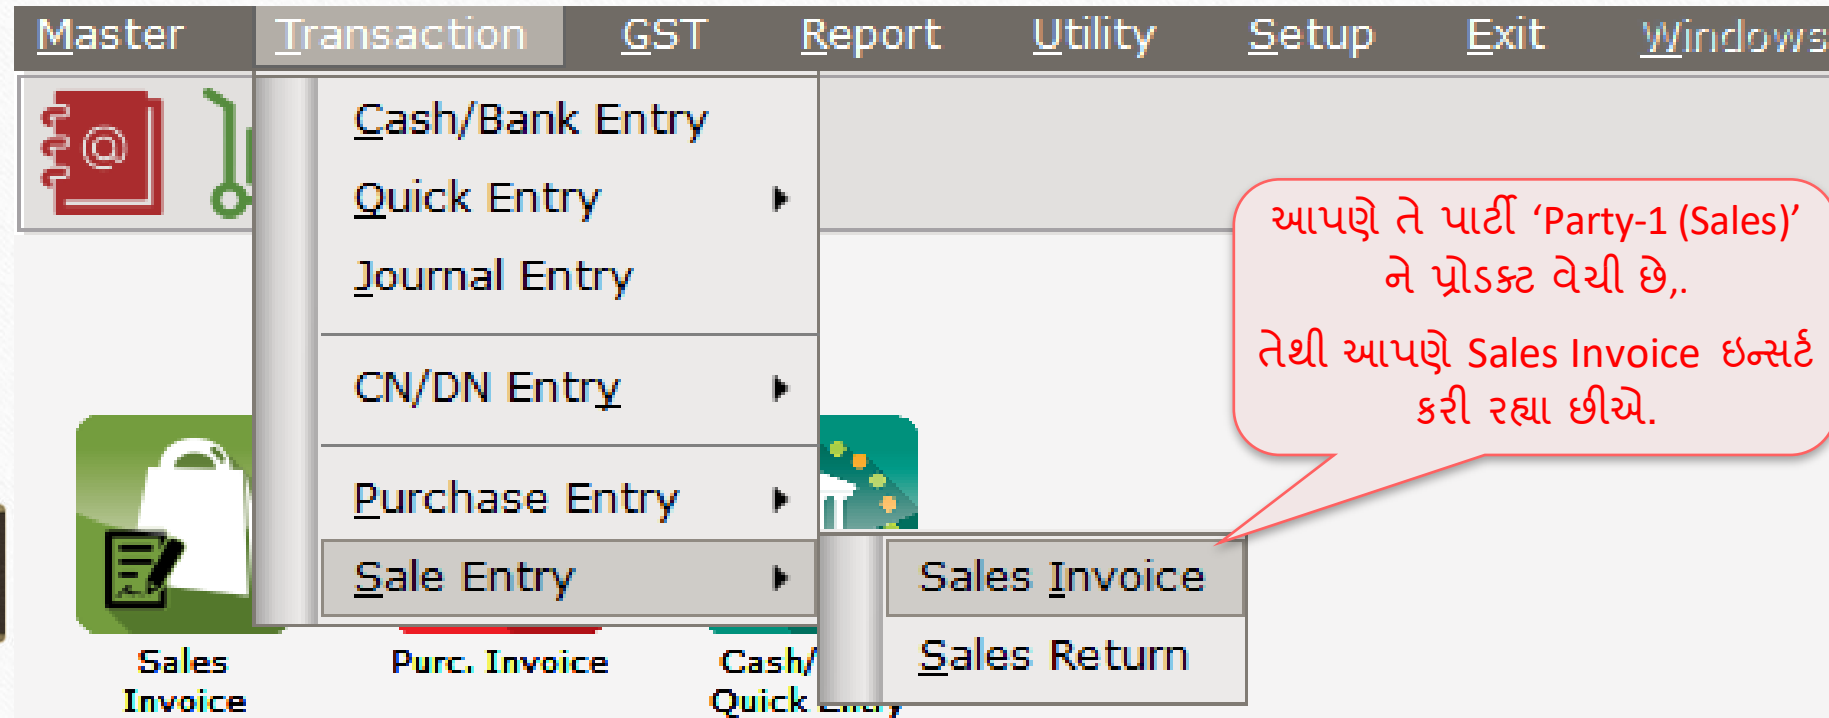 Master Transaction GST Report Utility Setup Exit Windows
Cash/Bank Entry
Quick Entry
Journal Entry
CN/DN Entry
Purchase Entry
Sale Entry
Sales Invoice
Sales Return
આપણે તે પાર્ટી ‘Party-1 (Sales)’
ને પ્રોડક્ટ વેચી છે,.
તેથી આપણે Sales Invoice ઇન્સર્ટ
કરી રહ્યા છીએ.
Sales
Invoice
Purc. Invoice
Cash/
Quick